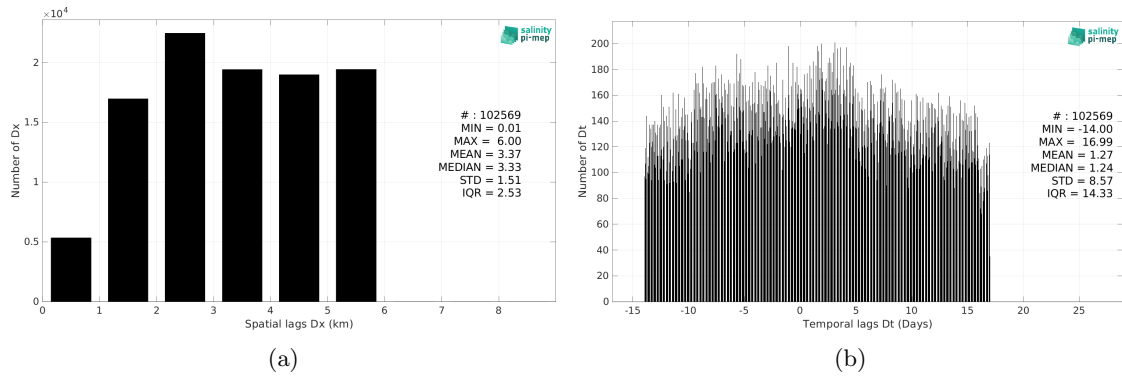 ×10⁴
2
1.5
1
0.5
0
Number of Dx
0 1 2 3 4 5 6 7 8
Spatial lags Dx (km)
salinity
pi-mep
# : 102569
MIN = 0.01
MAX = 6.00
MEAN = 3.37
MEDIAN = 3.33
STD = 1.51
IQR = 2.53
(a)
200
180
160
140
120
100
80
60
40
20
0
Number of Dt
-15 -10 -5 0 5 10 15 20 25
Temporal lags Dt (Days)
salinity
pi-mep
# : 102569
MIN = -14.00
MAX = 16.99
MEAN = 1.27
MEDIAN = 1.24
STD = 8.57
IQR = 14.33
(b)